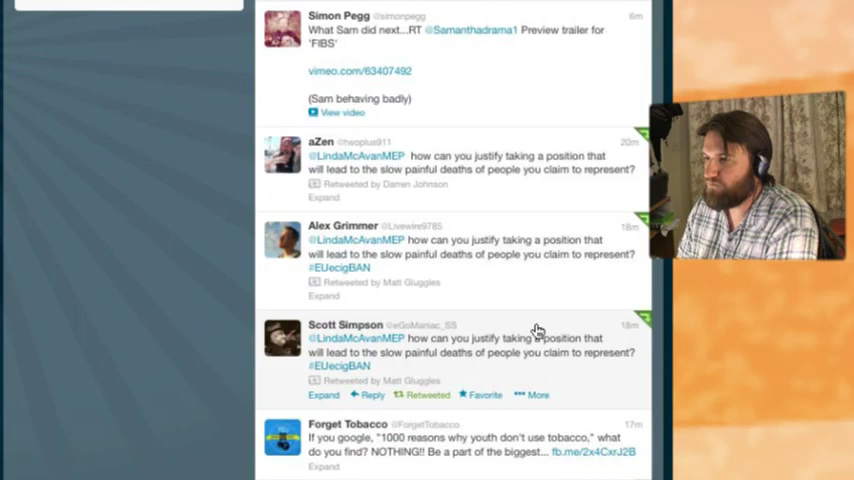 Simon Pegg @simonpegg 6m
What Sam did next...RT @Samanthadrama1 Preview trailer for
'FIBS'
vimeo.com/63407492
(Sam behaving badly)
View video
aZen @twoplus911 20m
@LindaMcAvanMEP how can you justify taking a position that
will lead to the slow painful deaths of people you claim to represent?
Retweeted by Darren Johnson
Expand
Alex Grimmer @Livewire9785 18m
@LindaMcAvanMEP how can you justify taking a position that
will lead to the slow painful deaths of people you claim to represent?
#EUecigBAN
Retweeted by Matt Gluggles
Expand
Scott Simpson @eGoManiac_SS 18m
@LindaMcAvanMEP how can you justify taking a position that
will lead to the slow painful deaths of people you claim to represent?
#EUecigBAN
Retweeted by Matt Gluggles
Expand Reply Retweeted Favorite More
Forget Tobacco @ForgetTobacco 17m
If you google, "1000 reasons why youth don't use tobacco," what
do you find? NOTHING!! Be a part of the biggest... fb.me/2x4CxrJ2B
Expand